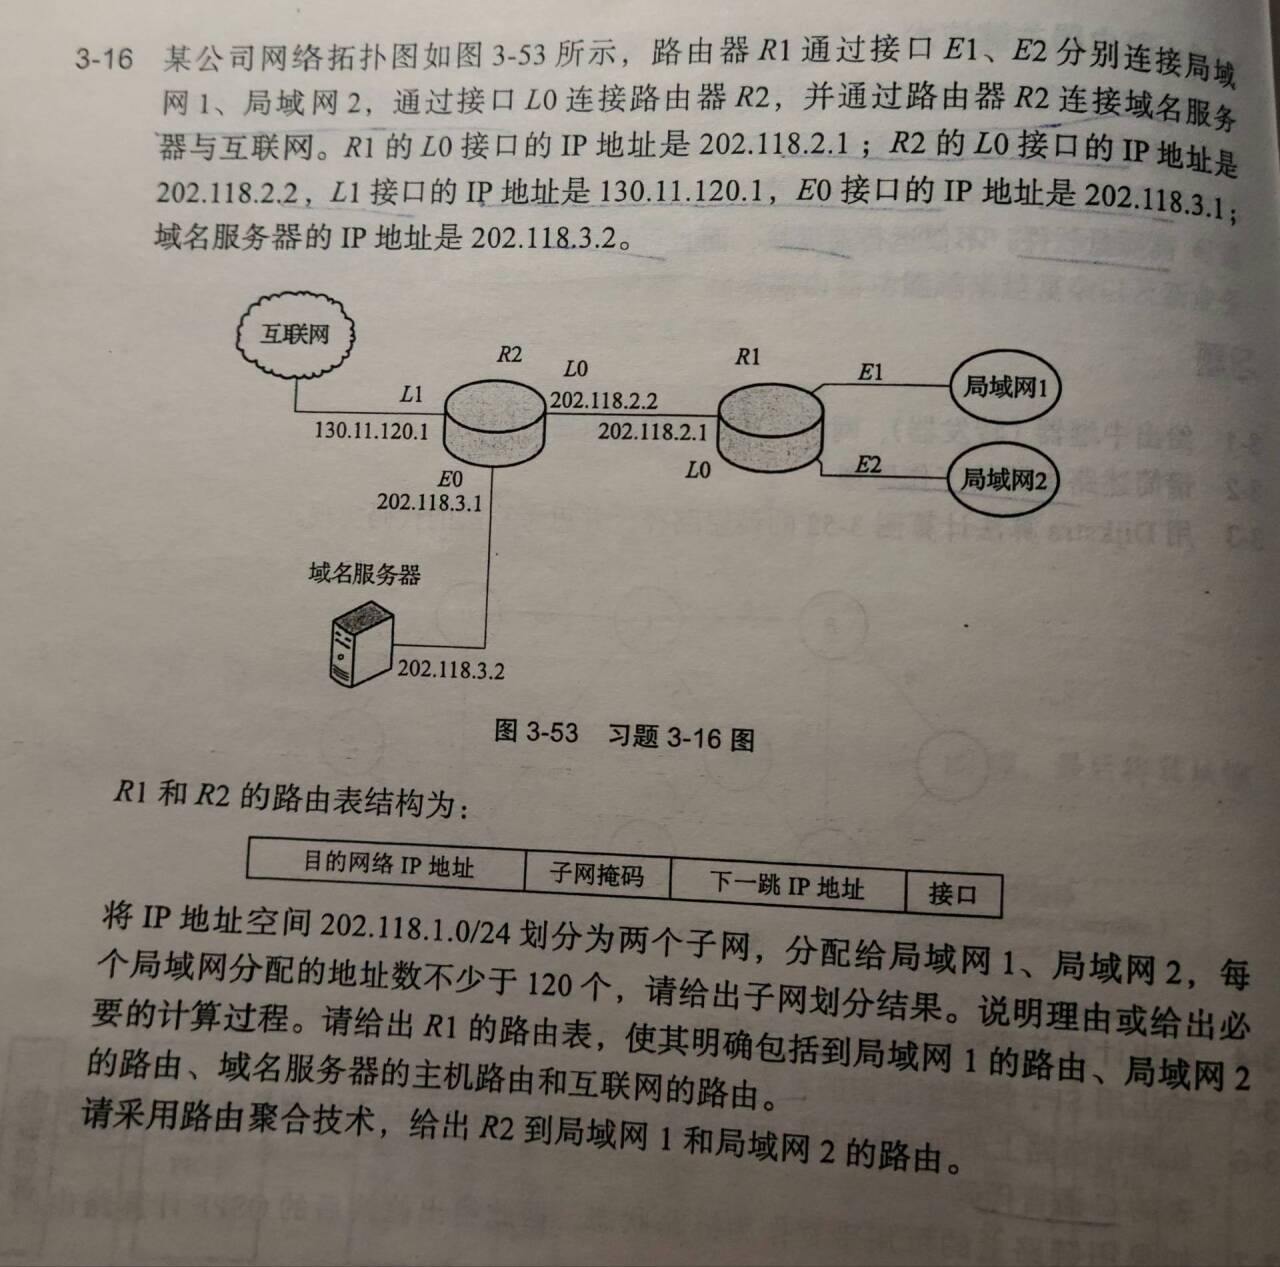 3-16 某公司网络拓扑图如图 3-53 所示，路由器 R1 通过接口 E1、E2 分别连接局域
网 1、局域网 2，通过接口 L0 连接路由器 R2，并通过路由器 R2 连接域名服务
器与互联网。R1 的 L0 接口的 IP 地址是 202.118.2.1；R2 的 L0 接口的 IP 地址是
202.118.2.2，L1 接口的 IP 地址是 130.11.120.1，E0 接口的 IP 地址是 202.118.3.1；
域名服务器的 IP 地址是 202.118.3.2。
互联网
R2
R1
L0
E1
局域网1
L1
202.118.2.2
130.11.120.1
202.118.2.1
L0
E2
局域网2
E0
202.118.3.1
域名服务器
202.118.3.2
图 3-53 习题 3-16 图
R1 和 R2 的路由表结构为：
目的网络 IP 地址 子网掩码 下一跳 IP 地址 接口
将 IP 地址空间 202.118.1.0/24 划分为两个子网，分配给局域网 1、局域网 2，每
个局域网分配的地址数不少于 120 个，请给出子网划分结果。说明理由或给出必
要的计算过程。请给出 R1 的路由表，使其明确包括到局域网 1 的路由、局域网 2
的路由、域名服务器的主机路由和互联网的路由。
请采用路由聚合技术，给出 R2 到局域网 1 和局域网 2 的路由。